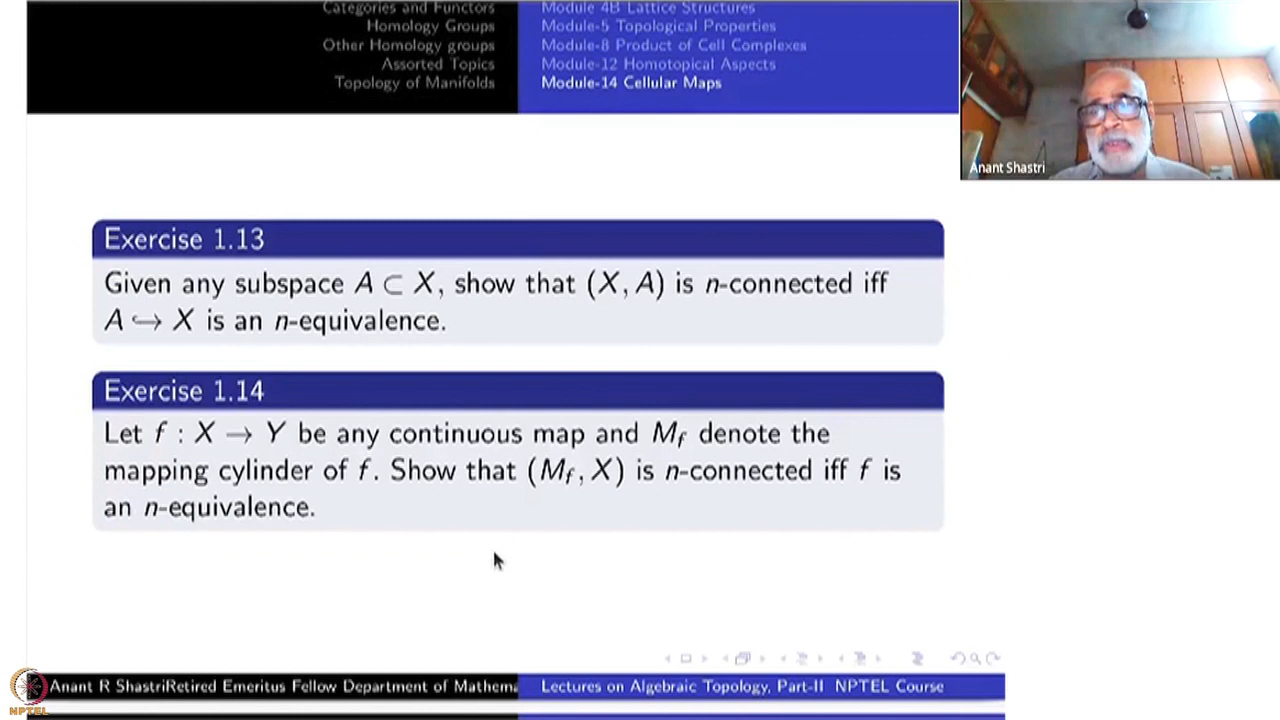 Categories and Functors
Homology Groups
Other Homology groups
Assorted Topics
Topology of Manifolds
Module 4B Lattice Structures
Module-5 Topological Properties
Module-8 Product of Cell Complexes
Module-12 Homotopical Aspects
Module-14 Cellular Maps
Anant Shastri
Exercise 1.13
Given any subspace A ⊂ X, show that (X, A) is n-connected iff
A ↪ X is an n-equivalence.
Exercise 1.14
Let f : X → Y be any continuous map and M_f denote the
mapping cylinder of f. Show that (M_f, X) is n-connected iff f is
an n-equivalence.
NPTEL
Anant R ShastriRetired Emeritus Fellow Department of Mathema
Lectures on Algebraic Topology, Part-II NPTEL Course